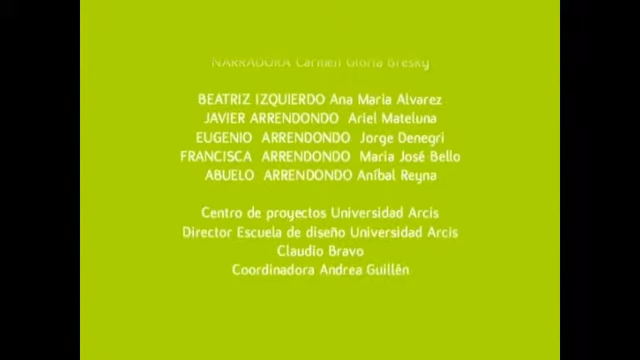 NARRADORA Carmen Gloria Bresky
BEATRIZ IZQUIERDO Ana Maria Alvarez
JAVIER ARRENDONDO Ariel Mateluna
EUGENIO ARRENDONDO Jorge Denegri
FRANCISCA ARRENDONDO Maria José Bello
ABUELO ARRENDONDO Aníbal Reyna
Centro de proyectos Universidad Arcis
Director Escuela de diseño Universidad Arcis
Claudio Bravo
Coordinadora Andrea Guillên